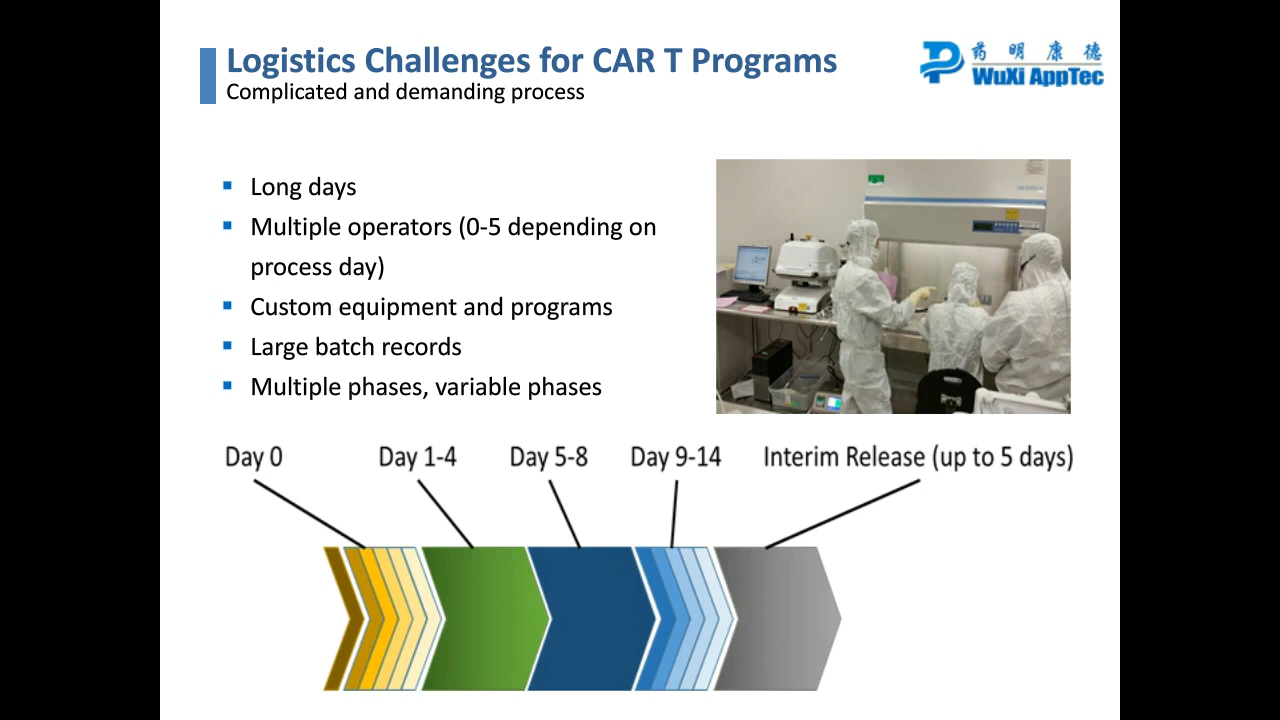 Logistics Challenges for CAR T Programs
Complicated and demanding process
药明康德
WuXi AppTec
Long days
Multiple operators (0-5 depending on
process day)
Custom equipment and programs
Large batch records
Multiple phases, variable phases
Day 0
Day 1-4
Day 5-8
Day 9-14
Interim Release (up to 5 days)